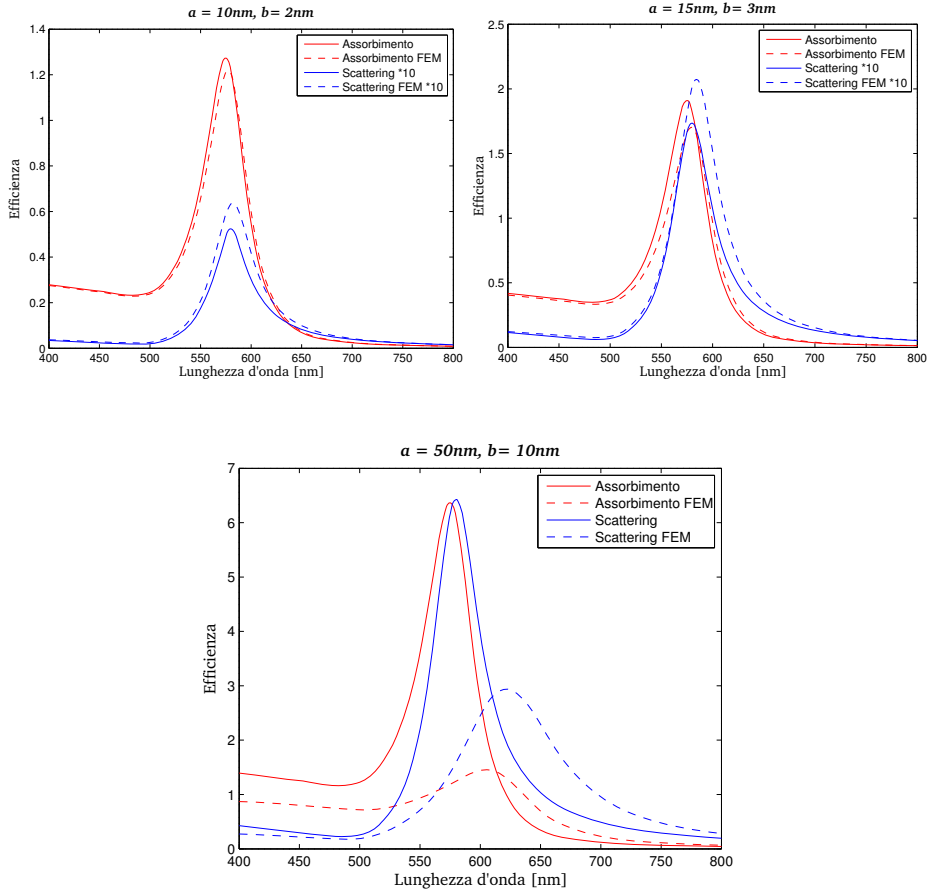 a = 10nm, b= 2nm
1.4
1.2
1
0.8
0.6
0.4
0.2
0
Efficienza
400 450 500 550 600 650 700 750 800
Lunghezza d'onda [nm]
Assorbimento
Assorbimento FEM
Scattering *10
Scattering FEM *10
a = 15nm, b= 3nm
2.5
2
1.5
1
0.5
0
Efficienza
400 450 500 550 600 650 700 750 800
Lunghezza d'onda [nm]
Assorbimento
Assorbimento FEM
Scattering *10
Scattering FEM *10
a = 50nm, b= 10nm
7
6
5
4
3
2
1
0
Efficienza
400 450 500 550 600 650 700 750 800
Lunghezza d'onda [nm]
Assorbimento
Assorbimento FEM
Scattering
Scattering FEM